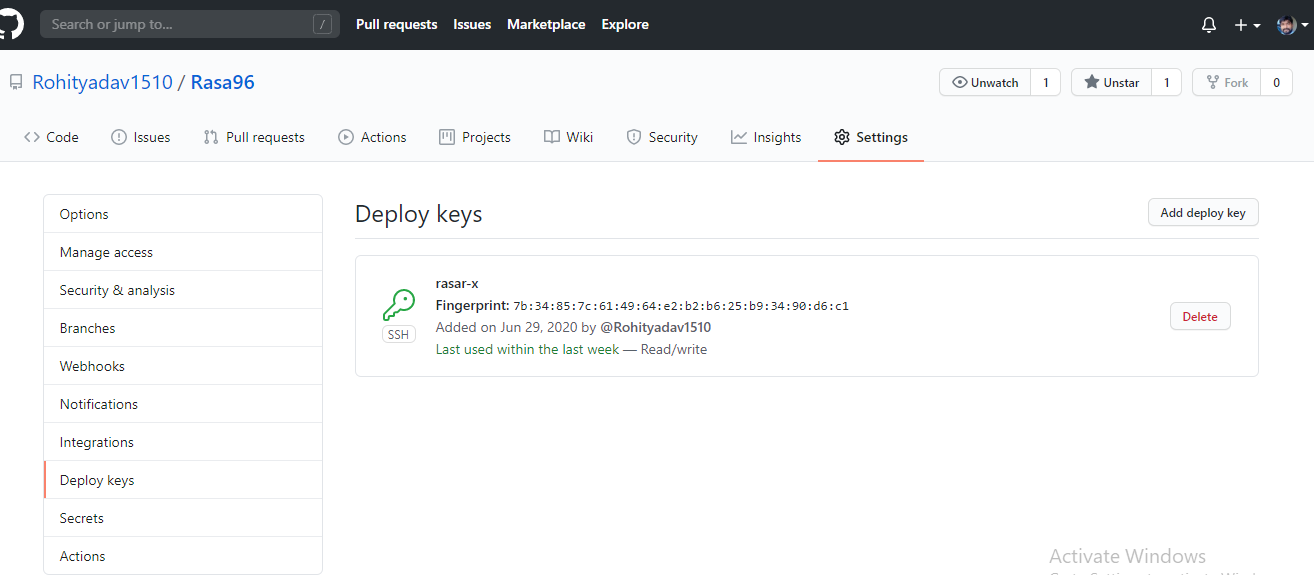 Search or jump to... /
Pull requests Issues Marketplace Explore
Rohityadav1510 / Rasa96
Unwatch 1 Unstar 1 Fork 0
Code Issues Pull requests Actions Projects Wiki Security Insights Settings
Options
Manage access
Security & analysis
Branches
Webhooks
Notifications
Integrations
Deploy keys
Secrets
Actions
Deploy keys
Add deploy key
rasar-x
Fingerprint: 7b:34:85:7c:61:49:64:e2:b2:b6:25:b9:34:90:d6:c1
Added on Jun 29, 2020 by @Rohityadav1510
Last used within the last week — Read/write
SSH
Delete
Activate Windows